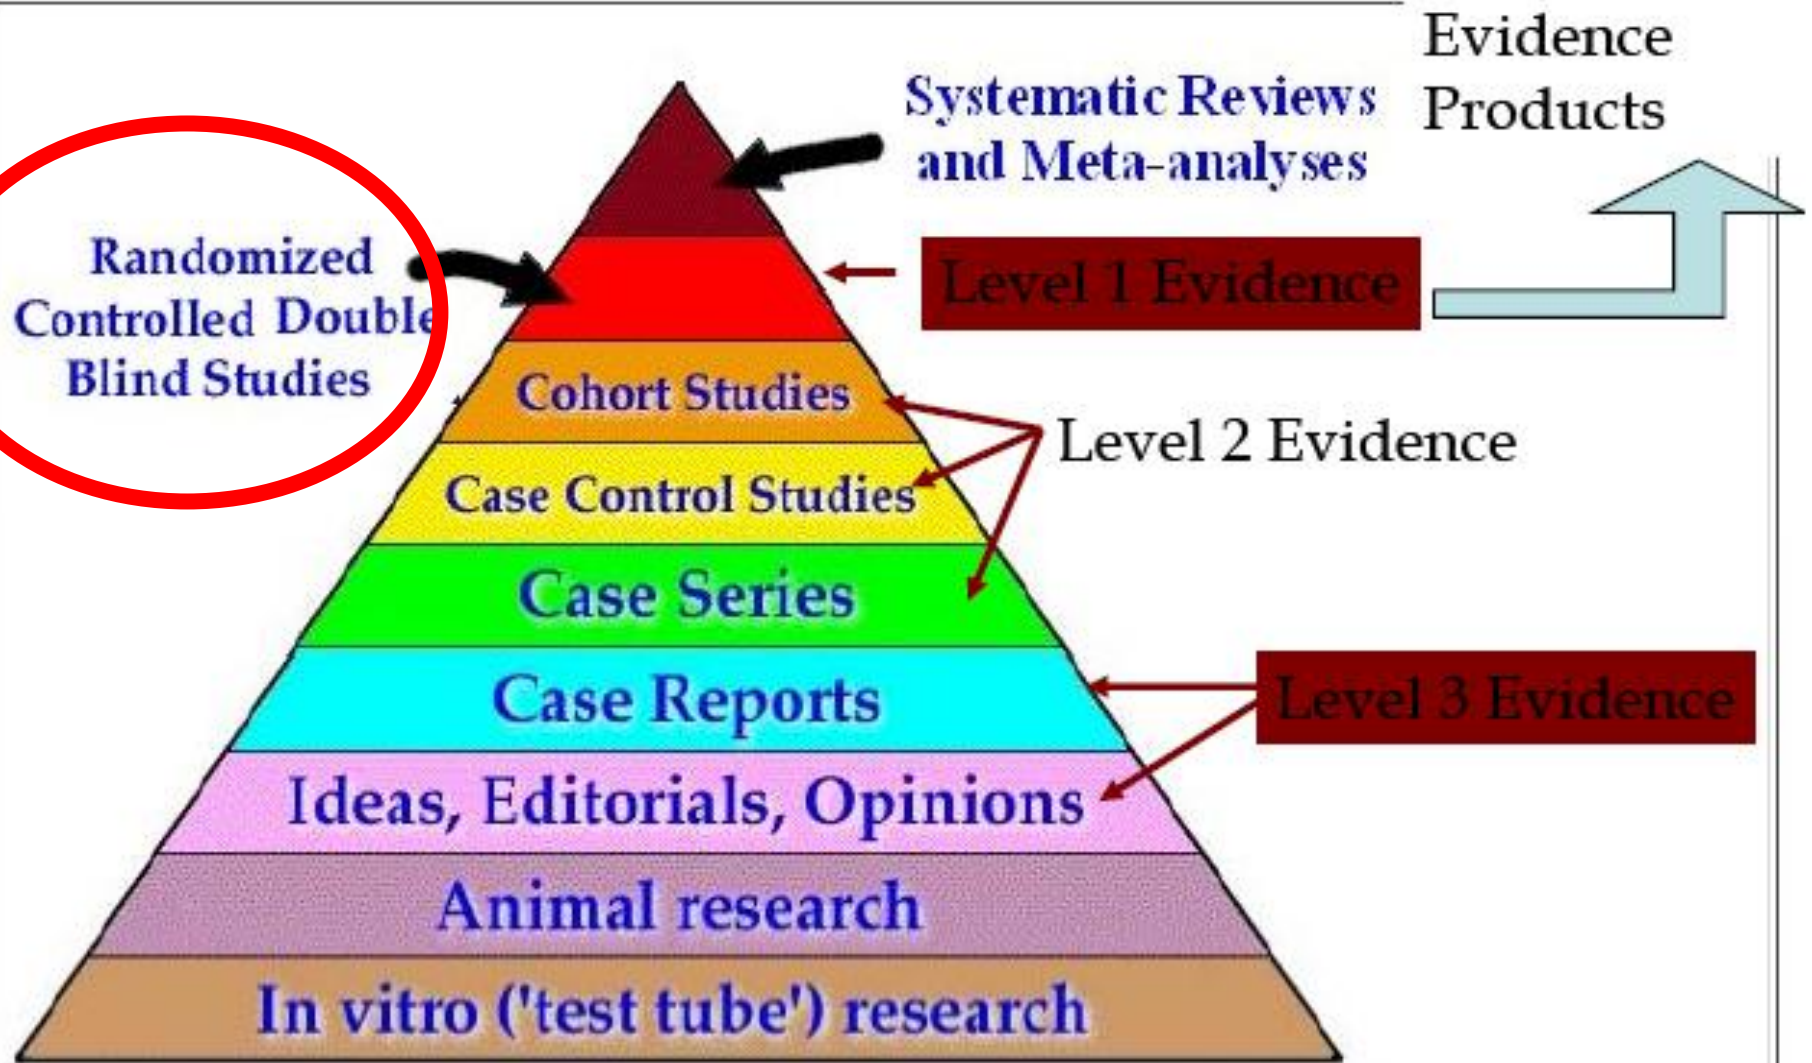 Evidence
Products
Systematic Reviews
and Meta-analyses
Randomized
Controlled Double
Blind Studies
Level 1 Evidence
Cohort Studies
Level 2 Evidence
Case Control Studies
Case Series
Case Reports
Level 3 Evidence
Ideas, Editorials, Opinions
Animal research
In vitro ('test tube') research